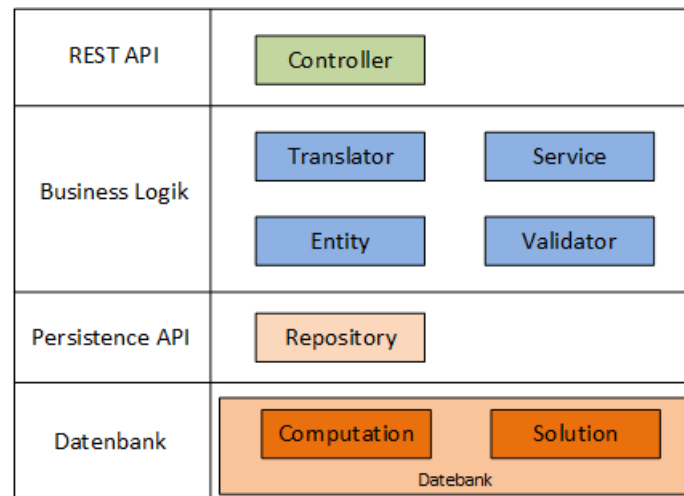 REST API
Controller
Business Logik
Translator
Service
Entity
Validator
Persistence API
Repository
Datenbank
Computation
Solution
Datebank